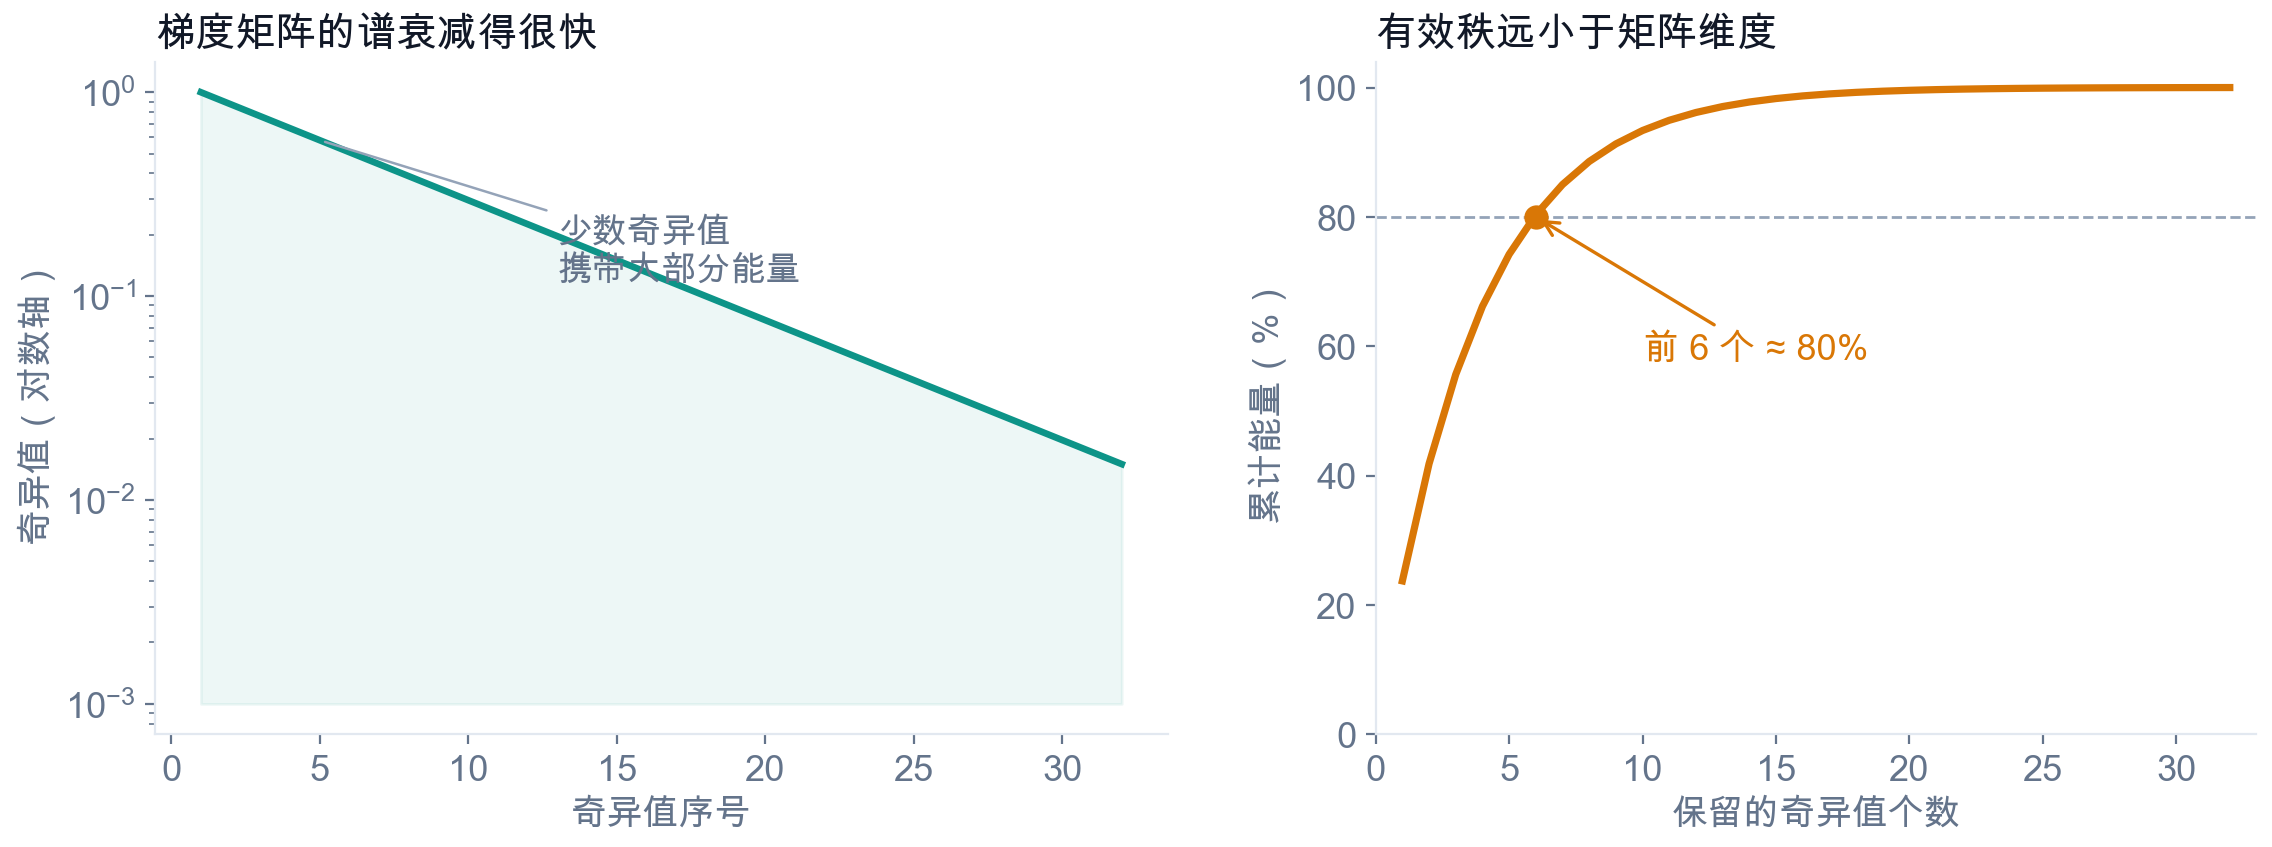 梯度矩阵的谱衰减得很快
奇异值（对数轴）
10⁰
10⁻¹
10⁻²
10⁻³
少数奇异值
携带大部分能量
0 5 10 15 20 25 30
奇异值序号
有效秩远小于矩阵维度
累计能量（%）
100
80
60
40
20
0
前 6 个 ≈ 80%
0 5 10 15 20 25 30
保留的奇异值个数